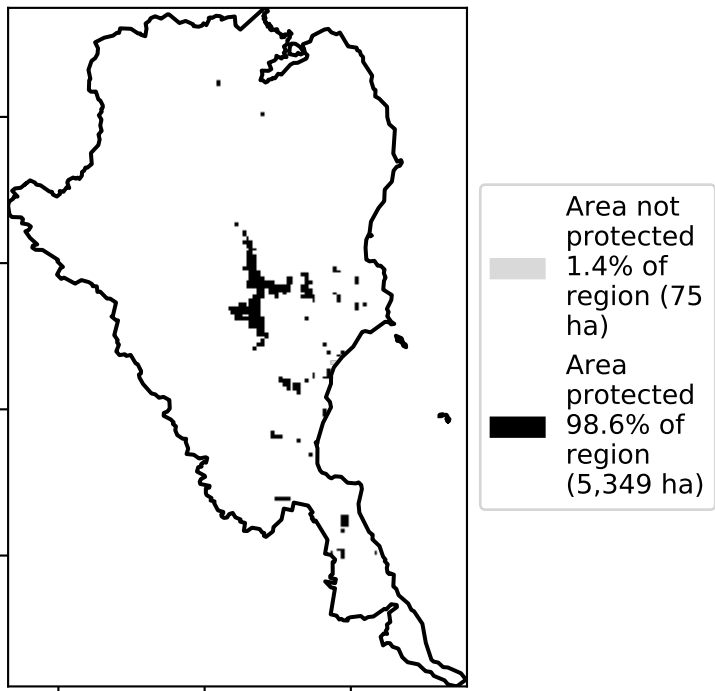 Area not
protected
1.4% of
region (75
ha)
Area
protected
98.6% of
region
(5,349 ha)